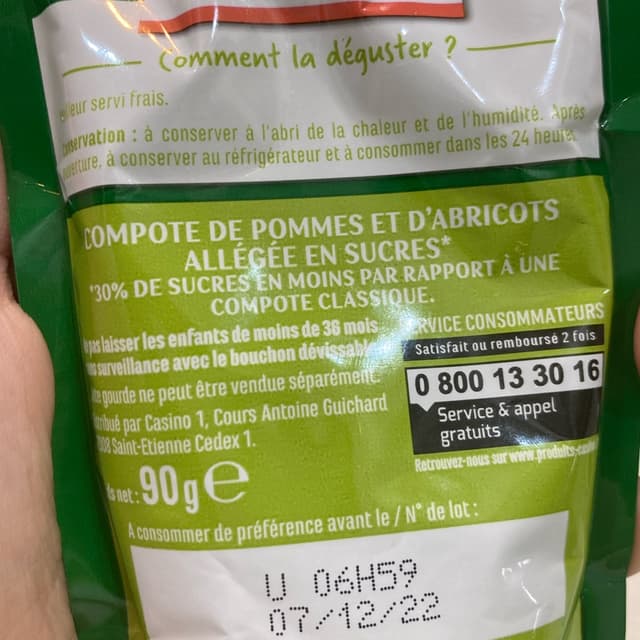 Comment la déguster ?
servi frais.
: à conserver à l'abri de la chaleur et de l'humidité. Après
à conserver au réfrigérateur et à consommer dans les 24 heures
COMPOTE DE POMMES ET D'ABRICOTS
ALLÉGÉE EN SUCRES*
*30% DE SUCRES EN MOINS PAR RAPPORT À UNE
COMPOTE CLASSIQUE.
pas laisser les enfants de moins de 36 mois
surveillance avec le bouchon dévissable
gourde ne peut être vendue séparément.
par Casino 1, Cours Antoine Guichard
Saint-Etienne Cedex 1.
net : 90 g e
SERVICE CONSOMMATEURS
Satisfait ou remboursé 2 fois
0 800 13 30 16
Service & appel
gratuits
Retrouvez-nous sur
A consommer de préférence avant le / N° de lot :
U 06H59
07/12/22